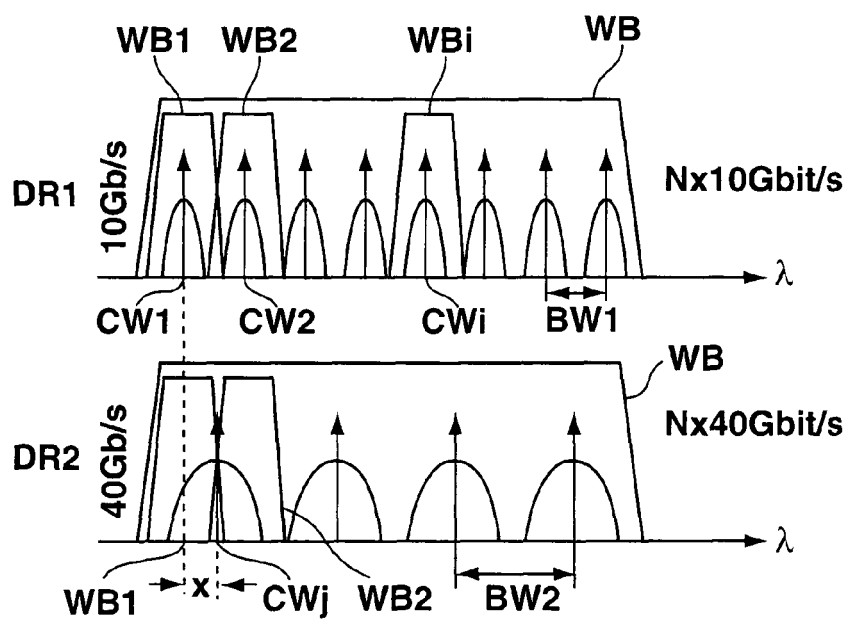 WB1 WB2 WBi WB
DR1 10Gb/s Nx10Gbit/s
λ
CW1 CW2 CWi BW1
WB
DR2 40Gb/s Nx40Gbit/s
λ
WB1 x CWj WB2 BW2